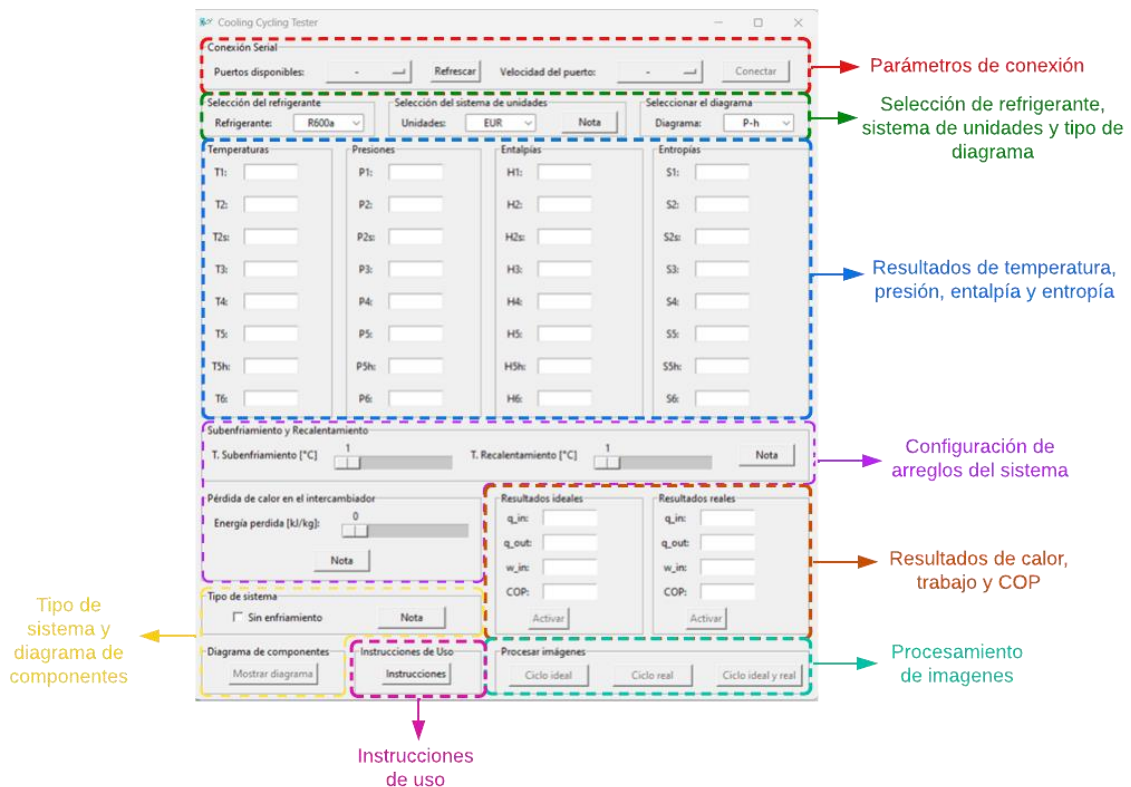 Cooling Cycling Tester
Conexión Serial
Puertos disponibles: - Refrescar Velocidad del puerto: - Conectar
Parámetros de conexión
Selección del refrigerante Selección del sistema de unidades Seleccionar el diagrama
Refrigerante: R600a Unidades: EUR Nota Diagrama: P-h
Selección de refrigerante,
sistema de unidades y tipo de
diagrama
Temperaturas Presiones Entalpías Entropías
T1: P1: H1: S1:
T2: P2: H2: S2:
T2s: P2s: H2s: S2s:
T3: P3: H3: S3:
T4: P4: H4: S4:
T5: P5: H5: S5:
T5h: P5h: H5h: S5h:
T6: P6: H6: S6:
Resultados de temperatura,
presión, entalpía y entropía
Subenfriamiento y Recalentamiento
T. Subenfriamiento [°C] 1 T. Recalentamiento [°C] 1 Nota
Configuración de
arreglos del sistema
Pérdida de calor en el intercambiador
Energía perdida [kJ/kg]: 0
Nota
Resultados ideales Resultados reales
q_in: q_in:
q_out: q_out:
w_in: w_in:
COP: COP:
Activar Activar
Resultados de calor,
trabajo y COP
Tipo de sistema
Sin enfriamiento Nota
Tipo de
sistema y
diagrama de
componentes
Diagrama de componentes Instrucciones de Uso Procesar imágenes
Mostrar diagrama Instrucciones Ciclo ideal Ciclo real Ciclo ideal y real
Procesamiento
de imagenes
Instrucciones
de uso